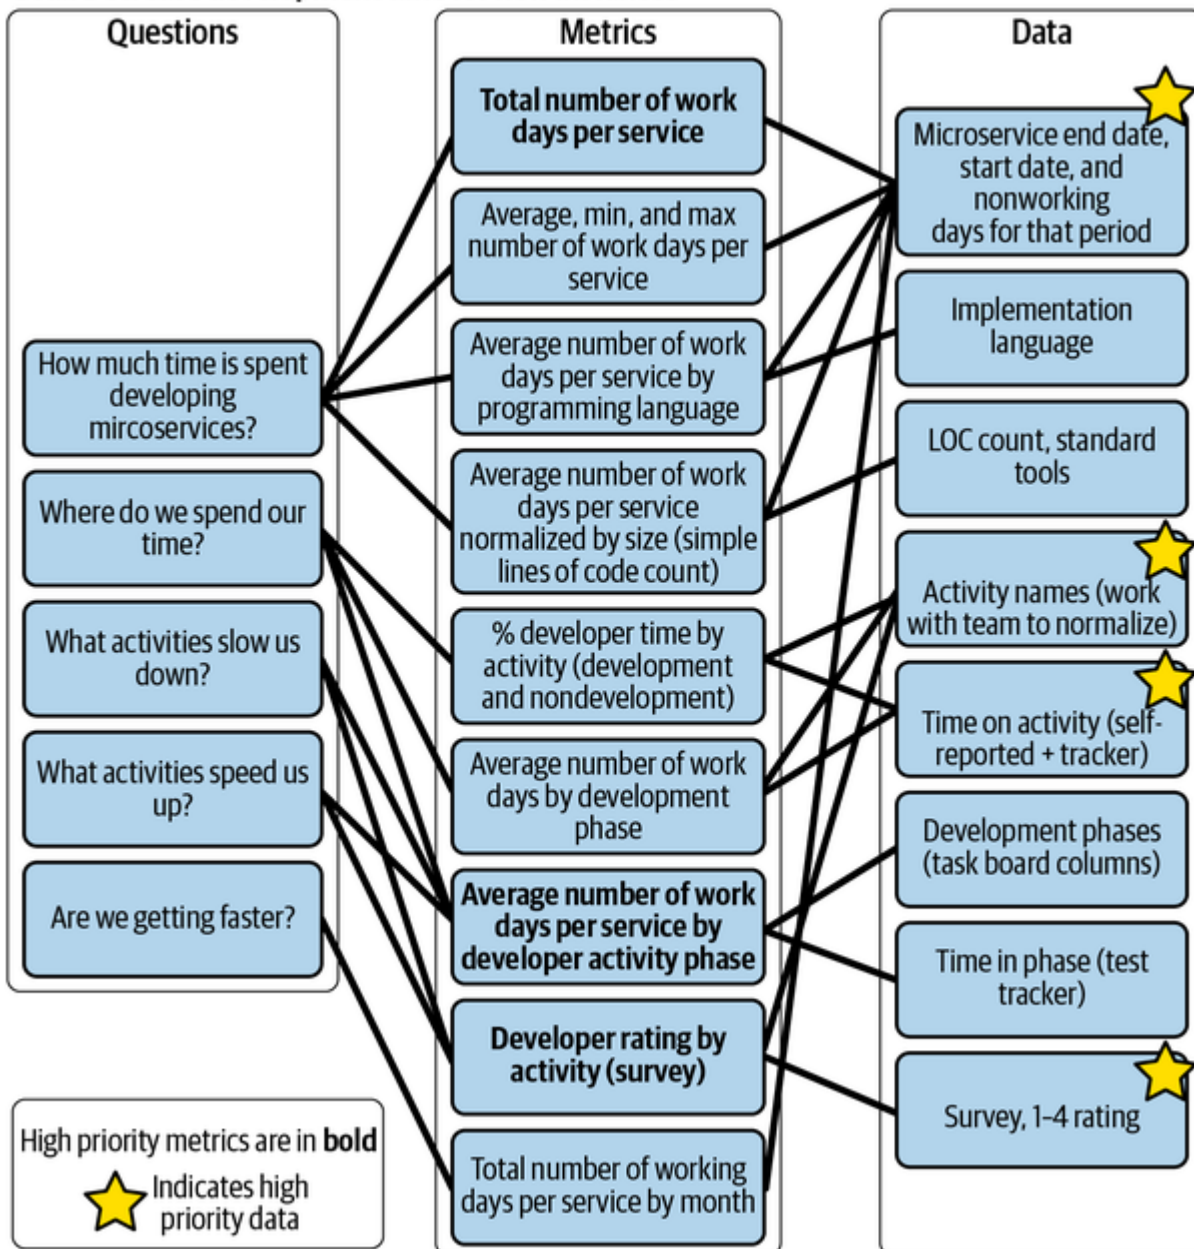 Questions
How much time is spent
developing
mircoservices?
Where do we spend our
time?
What activities slow us
down?
What activities speed us
up?
Are we getting faster?
High priority metrics are in bold
Indicates high
priority data
Metrics
Total number of work
days per service
Average, min, and max
number of work days per
service
Average number of work
days per service by
programming language
Average number of work
days per service
normalized by size (simple
lines of code count)
% developer time by
activity (development
and nondevelopment)
Average number of work
days by development
phase
Average number of work
days per service by
developer activity phase
Developer rating by
activity (survey)
Total number of working
days per service by month
Data
Microservice end date,
start date, and
nonworking
days for that period
Implementation
language
LOC count, standard
tools
Activity names (work
with team to normalize)
Time on activity (self-
reported + tracker)
Development phases
(task board columns)
Time in phase (test
tracker)
Survey, 1–4 rating